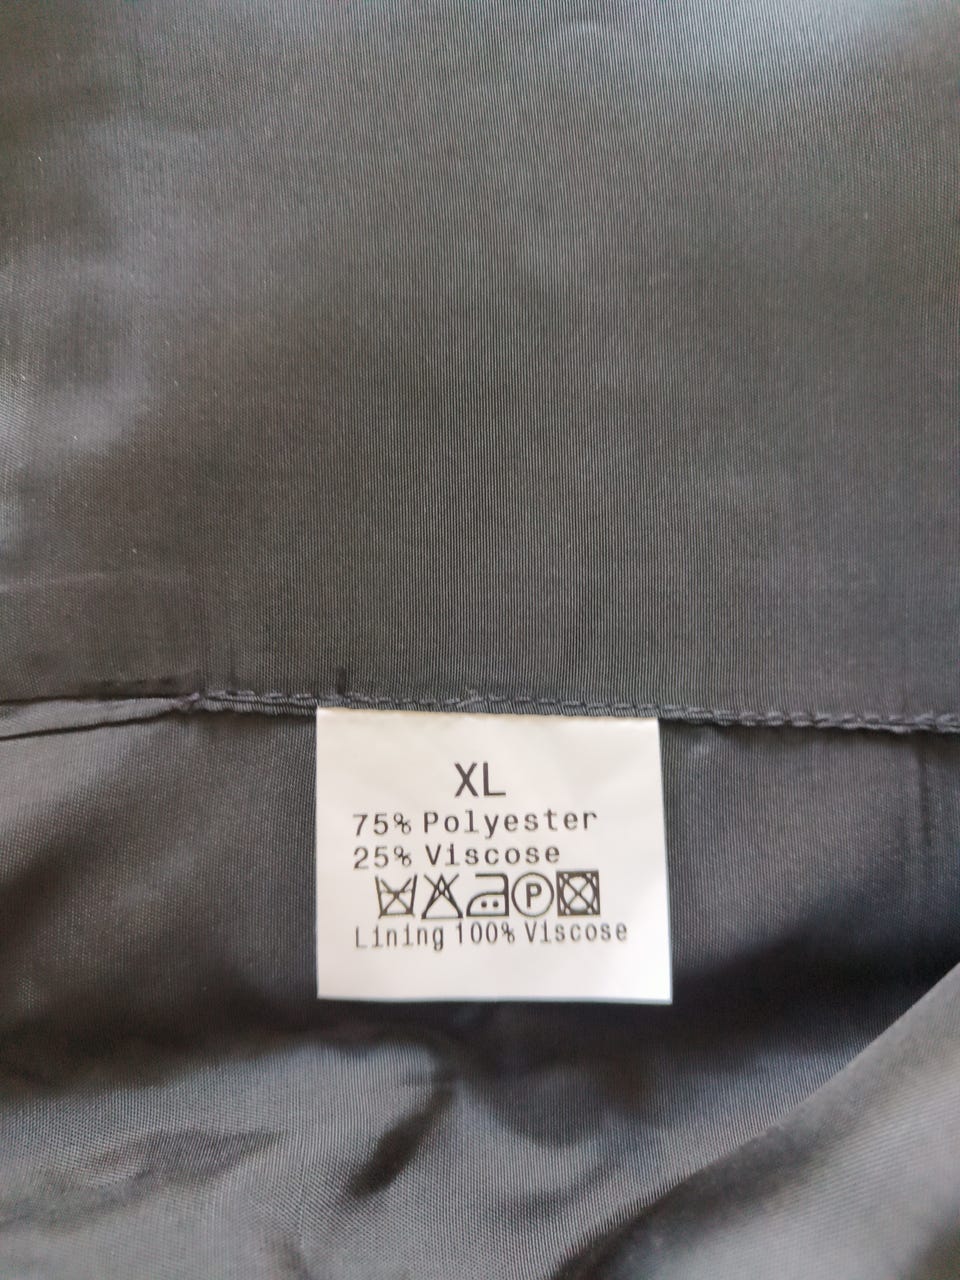 XL
75% Polyester
25% Viscose
P
Lining 100% Viscose